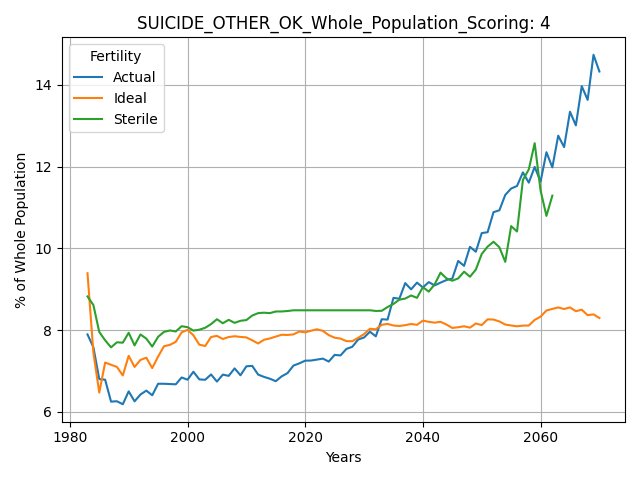 SUICIDE_OTHER_OK_Whole_Population_Scoring: 4
Fertility
Actual
Ideal
Sterile
% of Whole Population
14
12
10
8
6
1980 2000 2020 2040 2060
Years